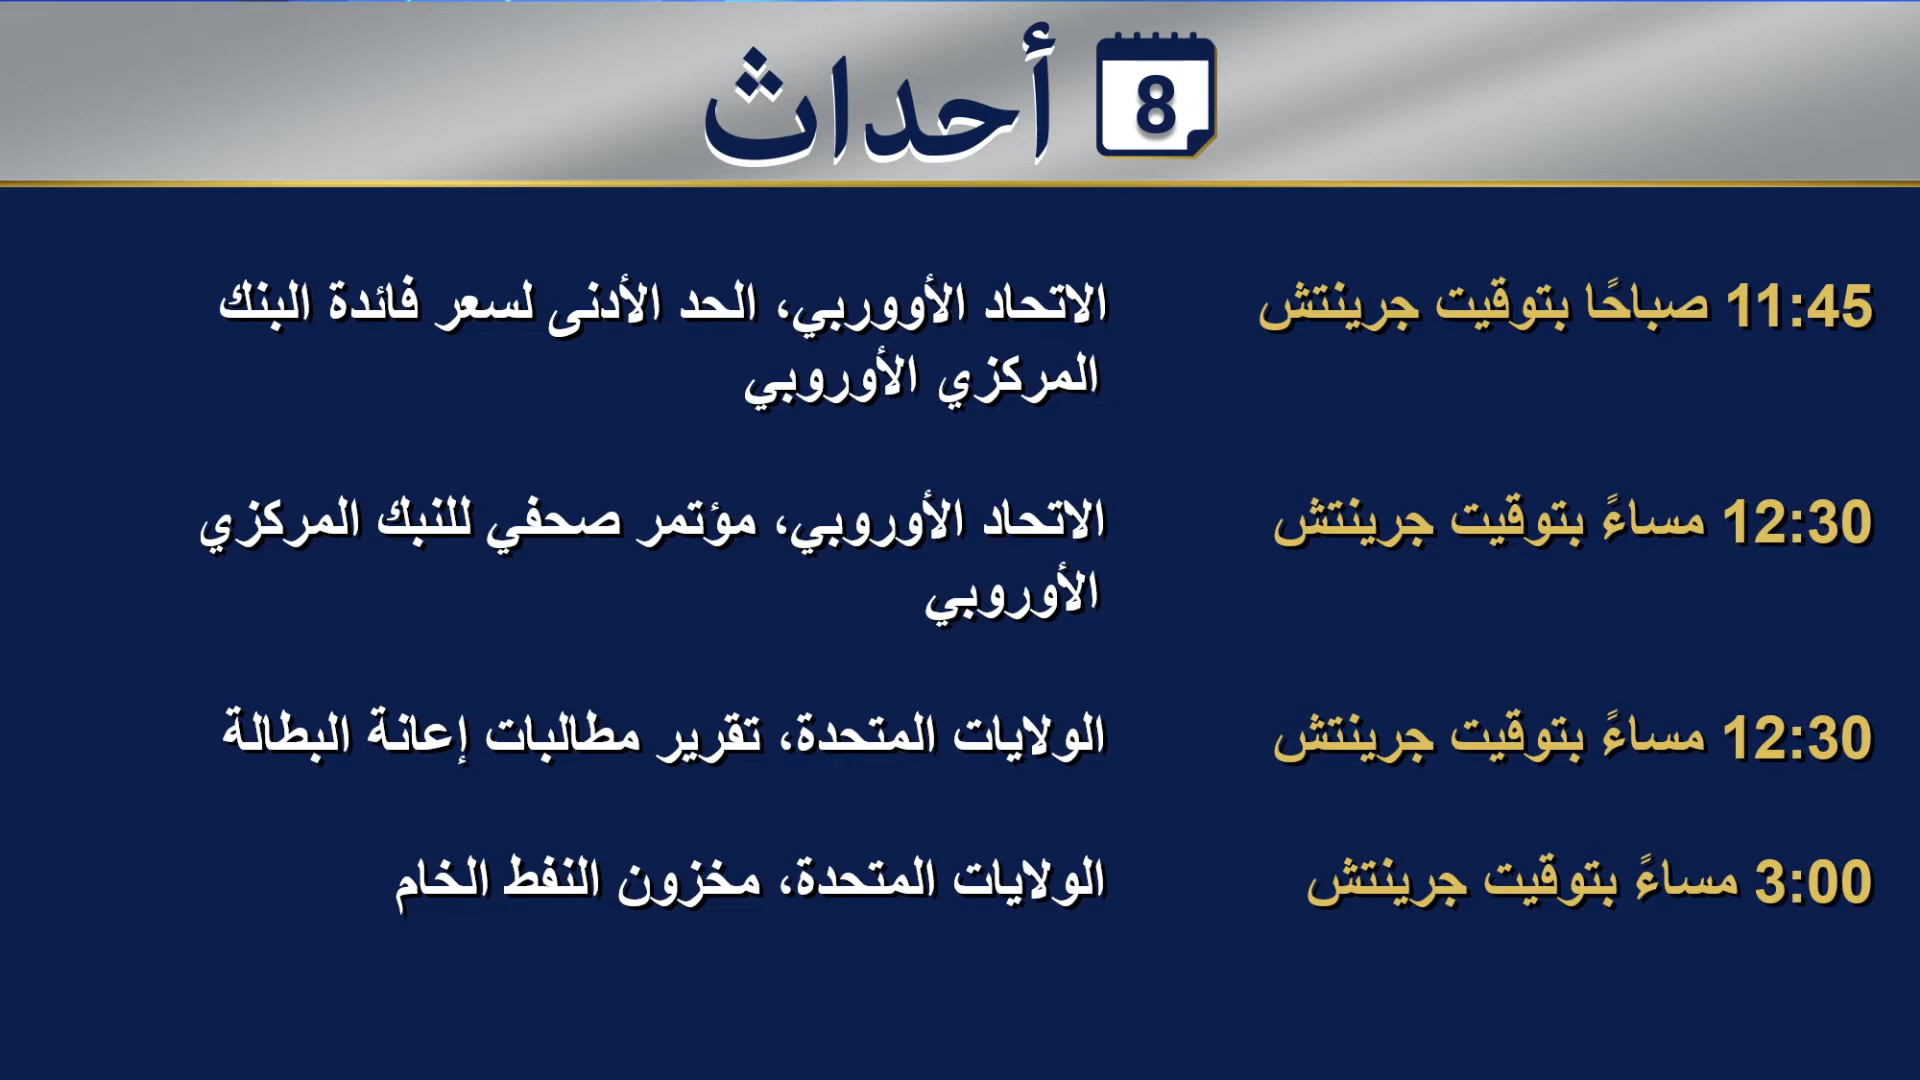 8
أحداث
11:45 صباحًا بتوقيت جرينتش
الاتحاد الأووربي، الحد الأدنى لسعر فائدة البنك
المركزي الأوروبي
12:30 مساءً بتوقيت جرينتش
الاتحاد الأوروبي، مؤتمر صحفي للنبك المركزي
الأوروبي
12:30 مساءً بتوقيت جرينتش
الولايات المتحدة، تقرير مطالبات إعانة البطالة
3:00 مساءً بتوقيت جرينتش
الولايات المتحدة، مخزون النفط الخام